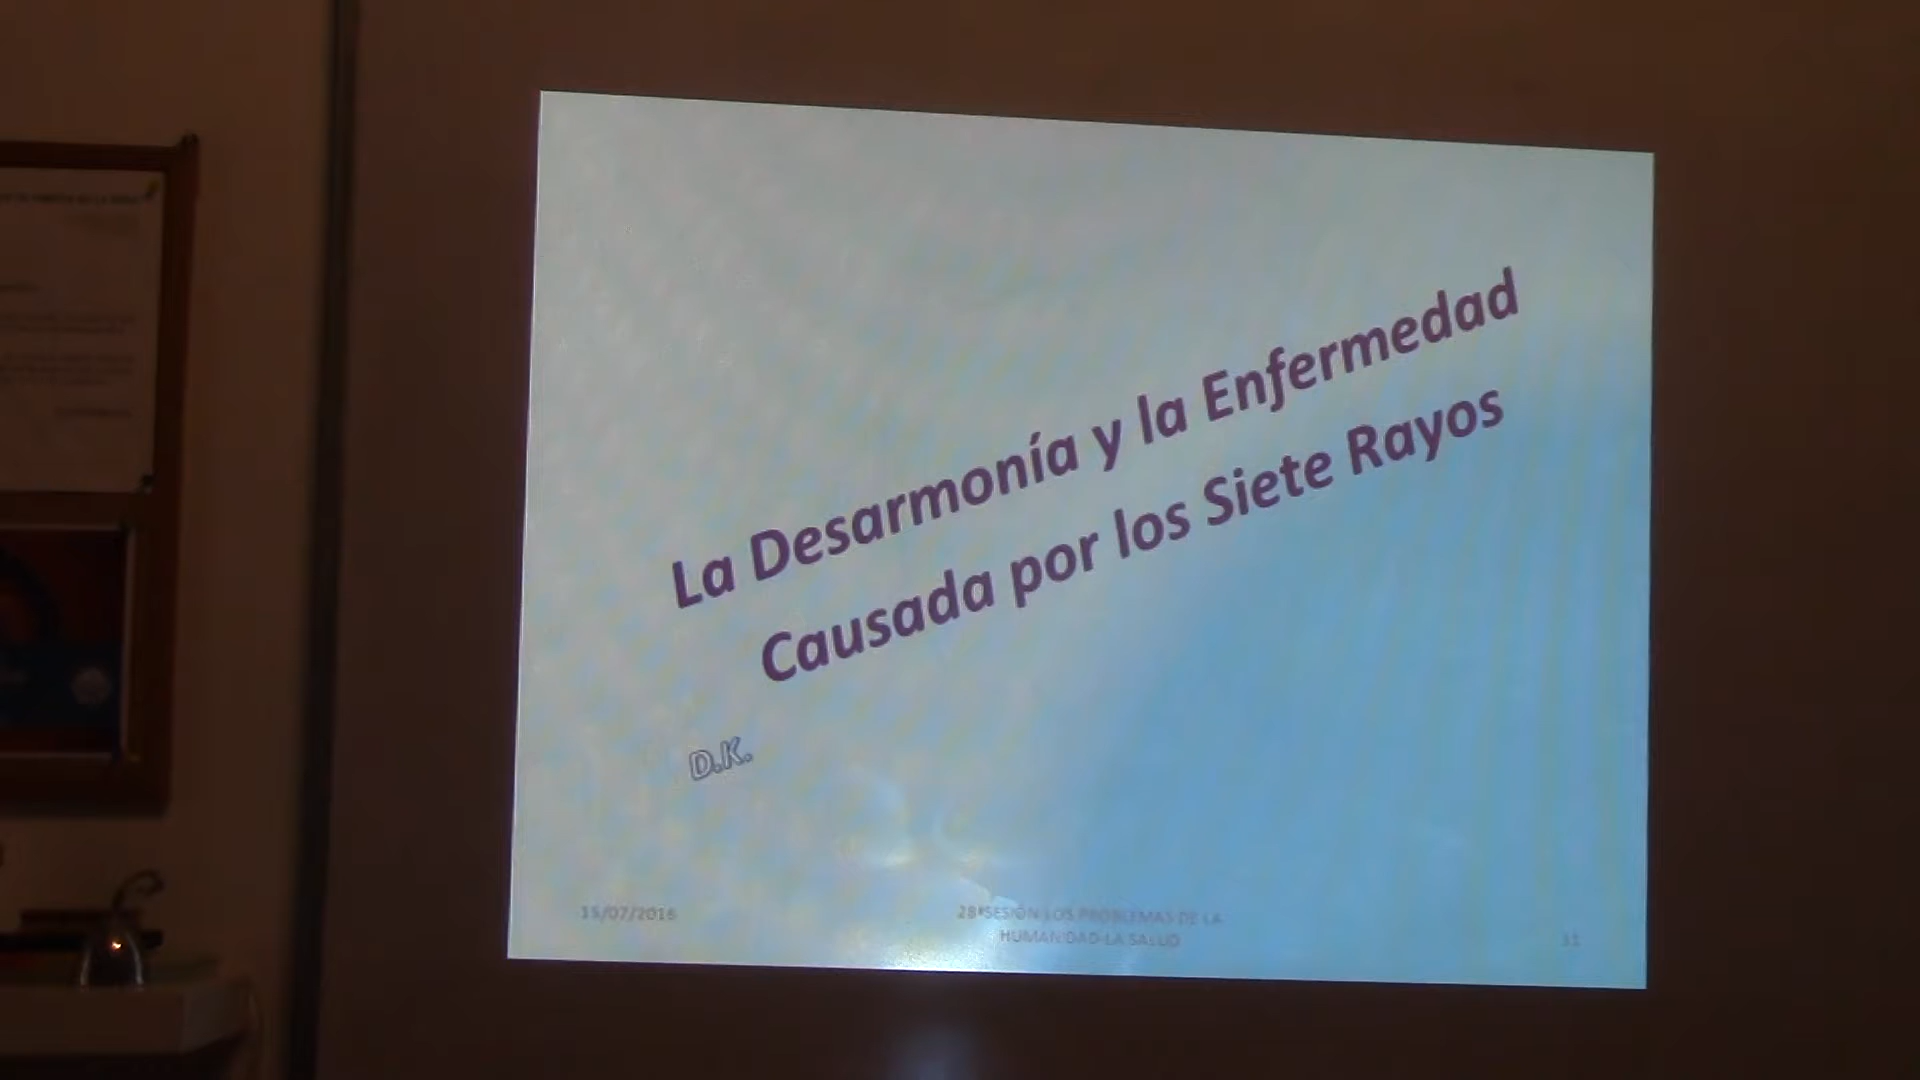 La Desarmonía y la Enfermedad
Causada por los Siete Rayos
D.K.
15/07/2016
28ªSESIÓN LOS PROBLEMAS DE LA
HUMANIDAD-LA SALUD
31